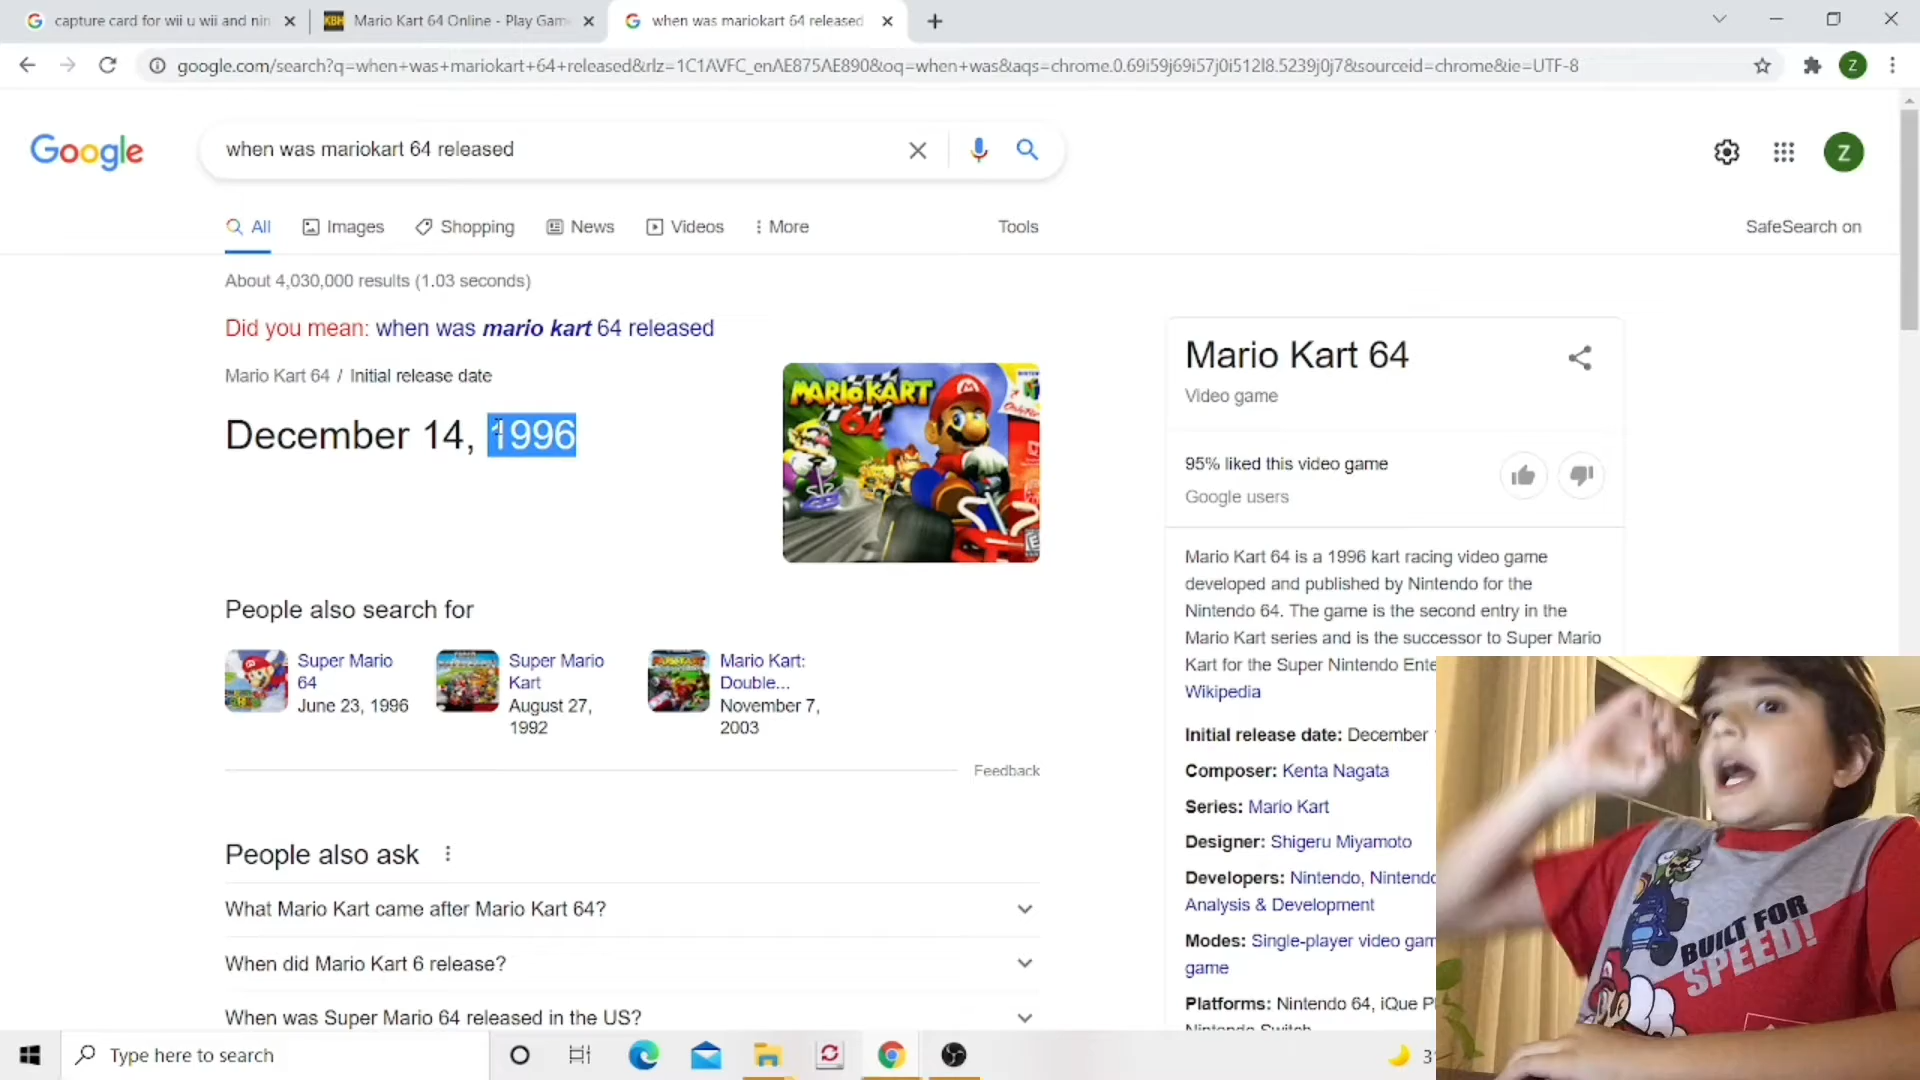 capture card for wii u wii and nin
Mario Kart 64 Online - Play Gam
when was mariokart 64 released
google.com/search?q=when+was+mariokart+64+released&rlz=1C1AVFC_enAE875AE890&oq=when+was&aqs=chrome.0.69i59j69i57j0i512l8.5239j0j7&sourceid=chrome&ie=UTF-8
Z
Google
when was mariokart 64 released
Z
All
Images
Shopping
News
Videos
More
Tools
SafeSearch on
About 4,030,000 results (1.03 seconds)
Did you mean: when was mario kart 64 released
Mario Kart 64 / Initial release date
December 14, 1996
MARIOKART
64
People also search for
Super Mario
64
June 23, 1996
Super Mario
Kart
August 27,
1992
Mario Kart:
Double...
November 7,
2003
Feedback
People also ask
What Mario Kart came after Mario Kart 64?
When did Mario Kart 6 release?
When was Super Mario 64 released in the US?
Mario Kart 64
Video game
95% liked this video game
Google users
Mario Kart 64 is a 1996 kart racing video game
developed and published by Nintendo for the
Nintendo 64. The game is the second entry in the
Mario Kart series and is the successor to Super Mario
Kart for the Super Nintendo Ente
Wikipedia
Initial release date: December
Composer: Kenta Nagata
Series: Mario Kart
Designer: Shigeru Miyamoto
Developers: Nintendo, Nintendo
Analysis & Development
Modes: Single-player video gam
game
Platforms: Nintendo 64, iQue P
Nintendo Switch
BUILT FOR
SPEED!
Type here to search